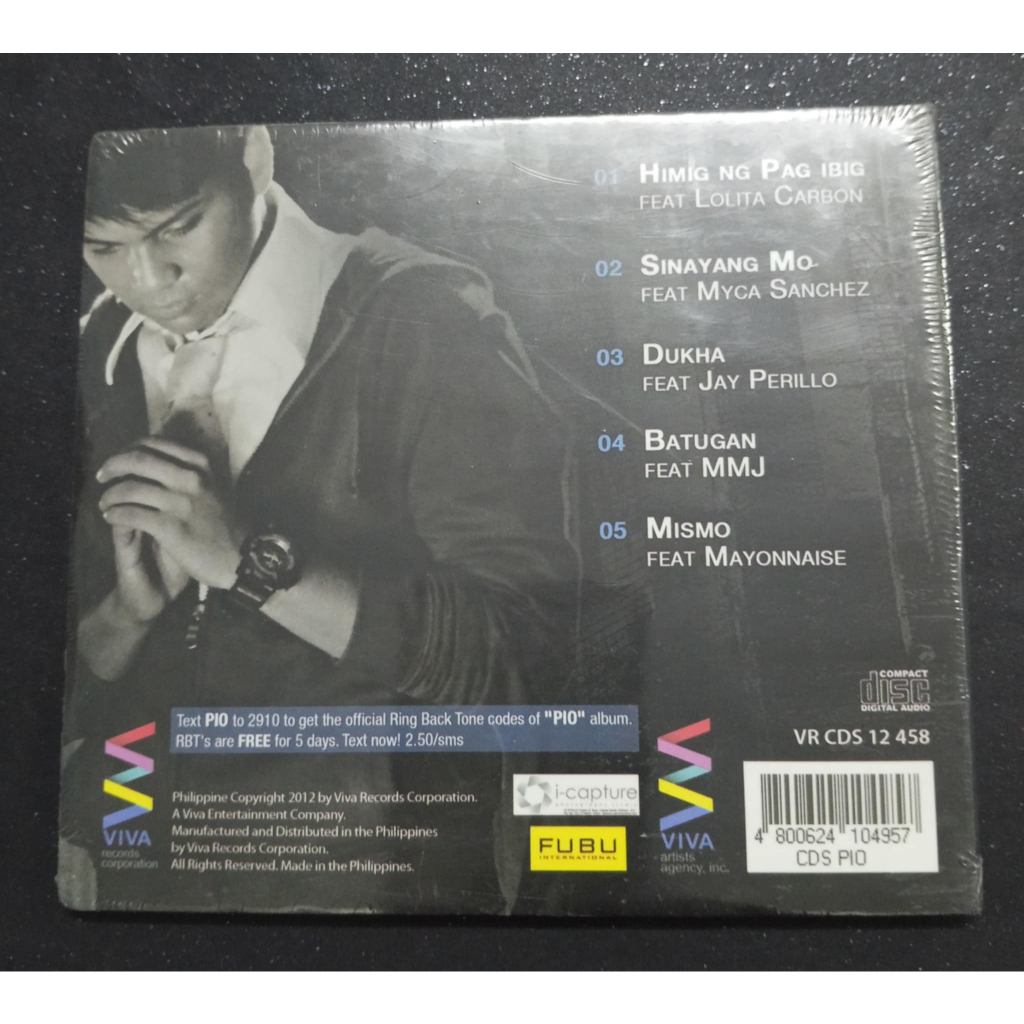 01 HIMIG NG PAG IBIG
FEAT LOLITA CARBON
02 SINAYANG MO
FEAT MYCA SANCHEZ
03 DUKHA
FEAT JAY PERILLO
04 BATUGAN
FEAT MMJ
05 MISMO
FEAT MAYONNAISE
COMPACT
disc
DIGITAL AUDIO
Text PIO to 2910 to get the official Ring Back Tone codes of "PIO" album.
RBT's are FREE for 5 days. Text now! 2.50/sms
VR CDS 12 458
VIVA
records
corporation
Philippine Copyright 2012 by Viva Records Corporation.
A Viva Entertainment Company.
Manufactured and Distributed in the Philippines
by Viva Records Corporation.
All Rights Reserved. Made in the Philippines.
i-capture
FUBU
INTERNATIONAL
VIVA
artists
agency, inc.
4 800624 104957
CDS PIO